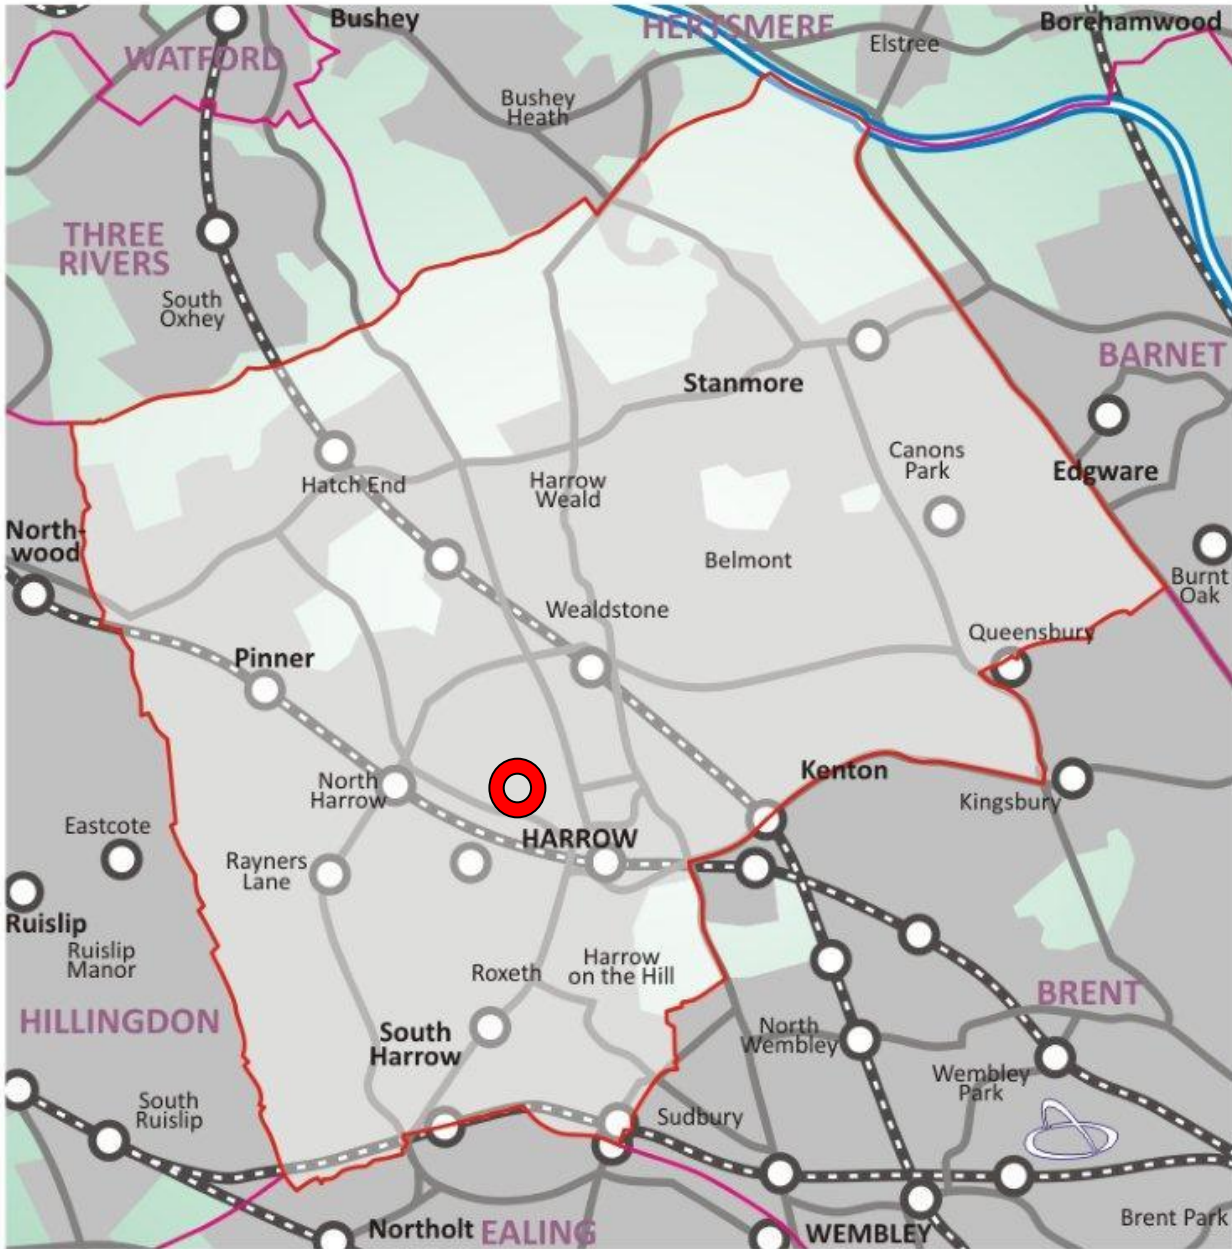 Bushey
HERTSMERE
Borehamwood
Elstree
WATFORD
Bushey
Heath
THREE
RIVERS
South
Oxhey
BARNET
Stanmore
Edgware
Canons
Park
Hatch End
Harrow
Weald
North-
wood
Belmont
Burnt
Oak
Wealdstone
Queensbury
Pinner
Kenton
North
Harrow
Kingsbury
Eastcote
HARROW
Rayners
Lane
Ruislip
Ruislip
Manor
Roxeth
Harrow
on the Hill
BRENT
HILLINGDON
South
Harrow
North
Wembley
Wembley
Park
South
Ruislip
Sudbury
Northolt
EALING
WEMBLEY
Brent Park